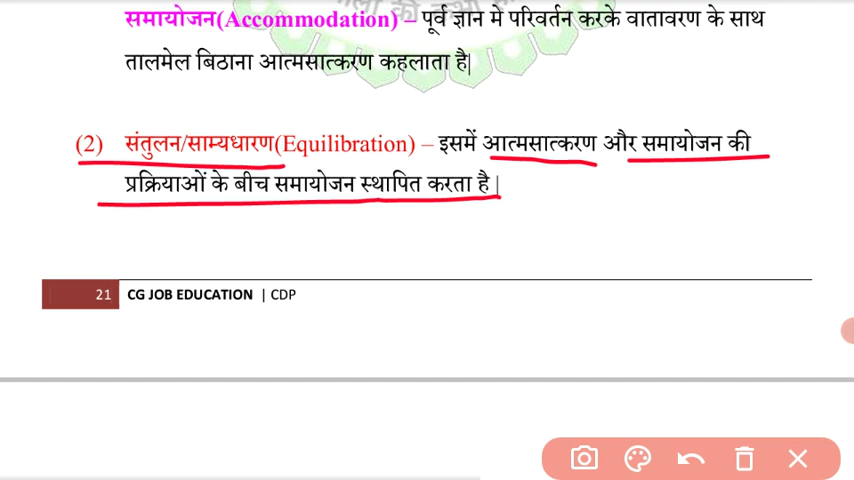 समायोजन(Accommodation) – पूर्व ज्ञान मे परिवर्तन करके वातावरण के साथ
तालमेल बिठाना आत्मसात्करण कहलाता है|
(2) संतुलन/साम्यधारण(Equilibration) – इसमें आत्मसात्करण और समायोजन की
प्रक्रियाओं के बीच समायोजन स्थापित करता है |
21 CG JOB EDUCATION | CDP